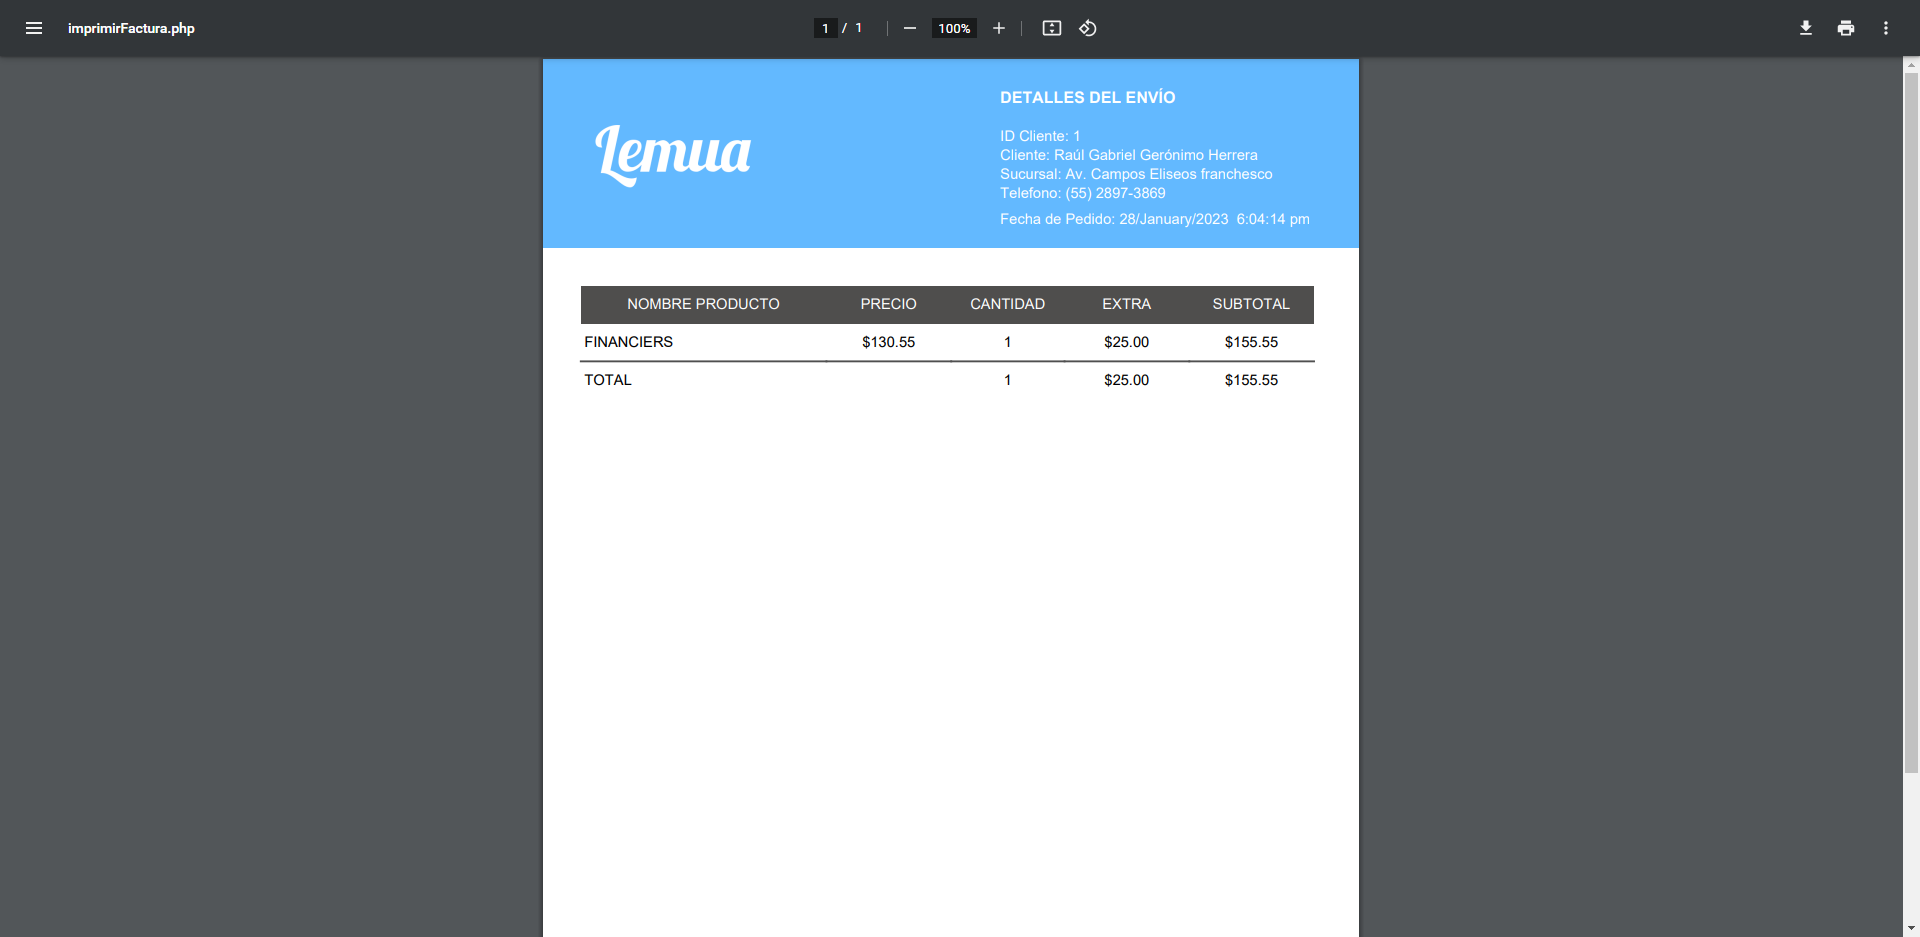 imprimirFactura.php
1 / 1
100%
Lemua
DETALLES DEL ENVÍO
ID Cliente: 1
Cliente: Raúl Gabriel Gerónimo Herrera
Sucursal: Av. Campos Eliseos franchesco
Telefono: (55) 2897-3869
Fecha de Pedido: 28/January/2023  6:04:14 pm
NOMBRE PRODUCTO PRECIO CANTIDAD EXTRA SUBTOTAL
FINANCIERS $130.55 1 $25.00 $155.55
TOTAL 1 $25.00 $155.55